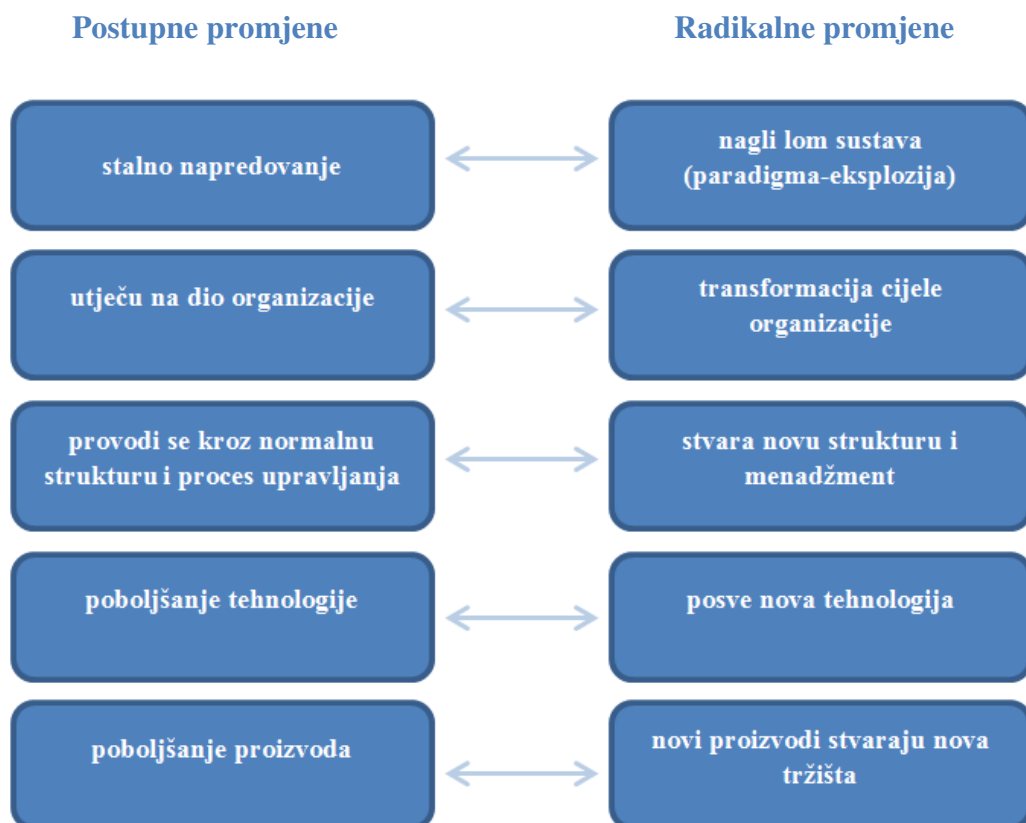 Postupne promjene
Radikalne promjene
stalno napredovanje
nagli lom sustava
(paradigma-eksplozija)
utječu na dio organizacije
transformacija cijele
organizacije
provodi se kroz normalnu
strukturu i proces upravljanja
stvara novu strukturu i
menadžment
poboljšanje tehnologije
posve nova tehnologija
poboljšanje proizvoda
novi proizvodi stvaraju nova
tržišta